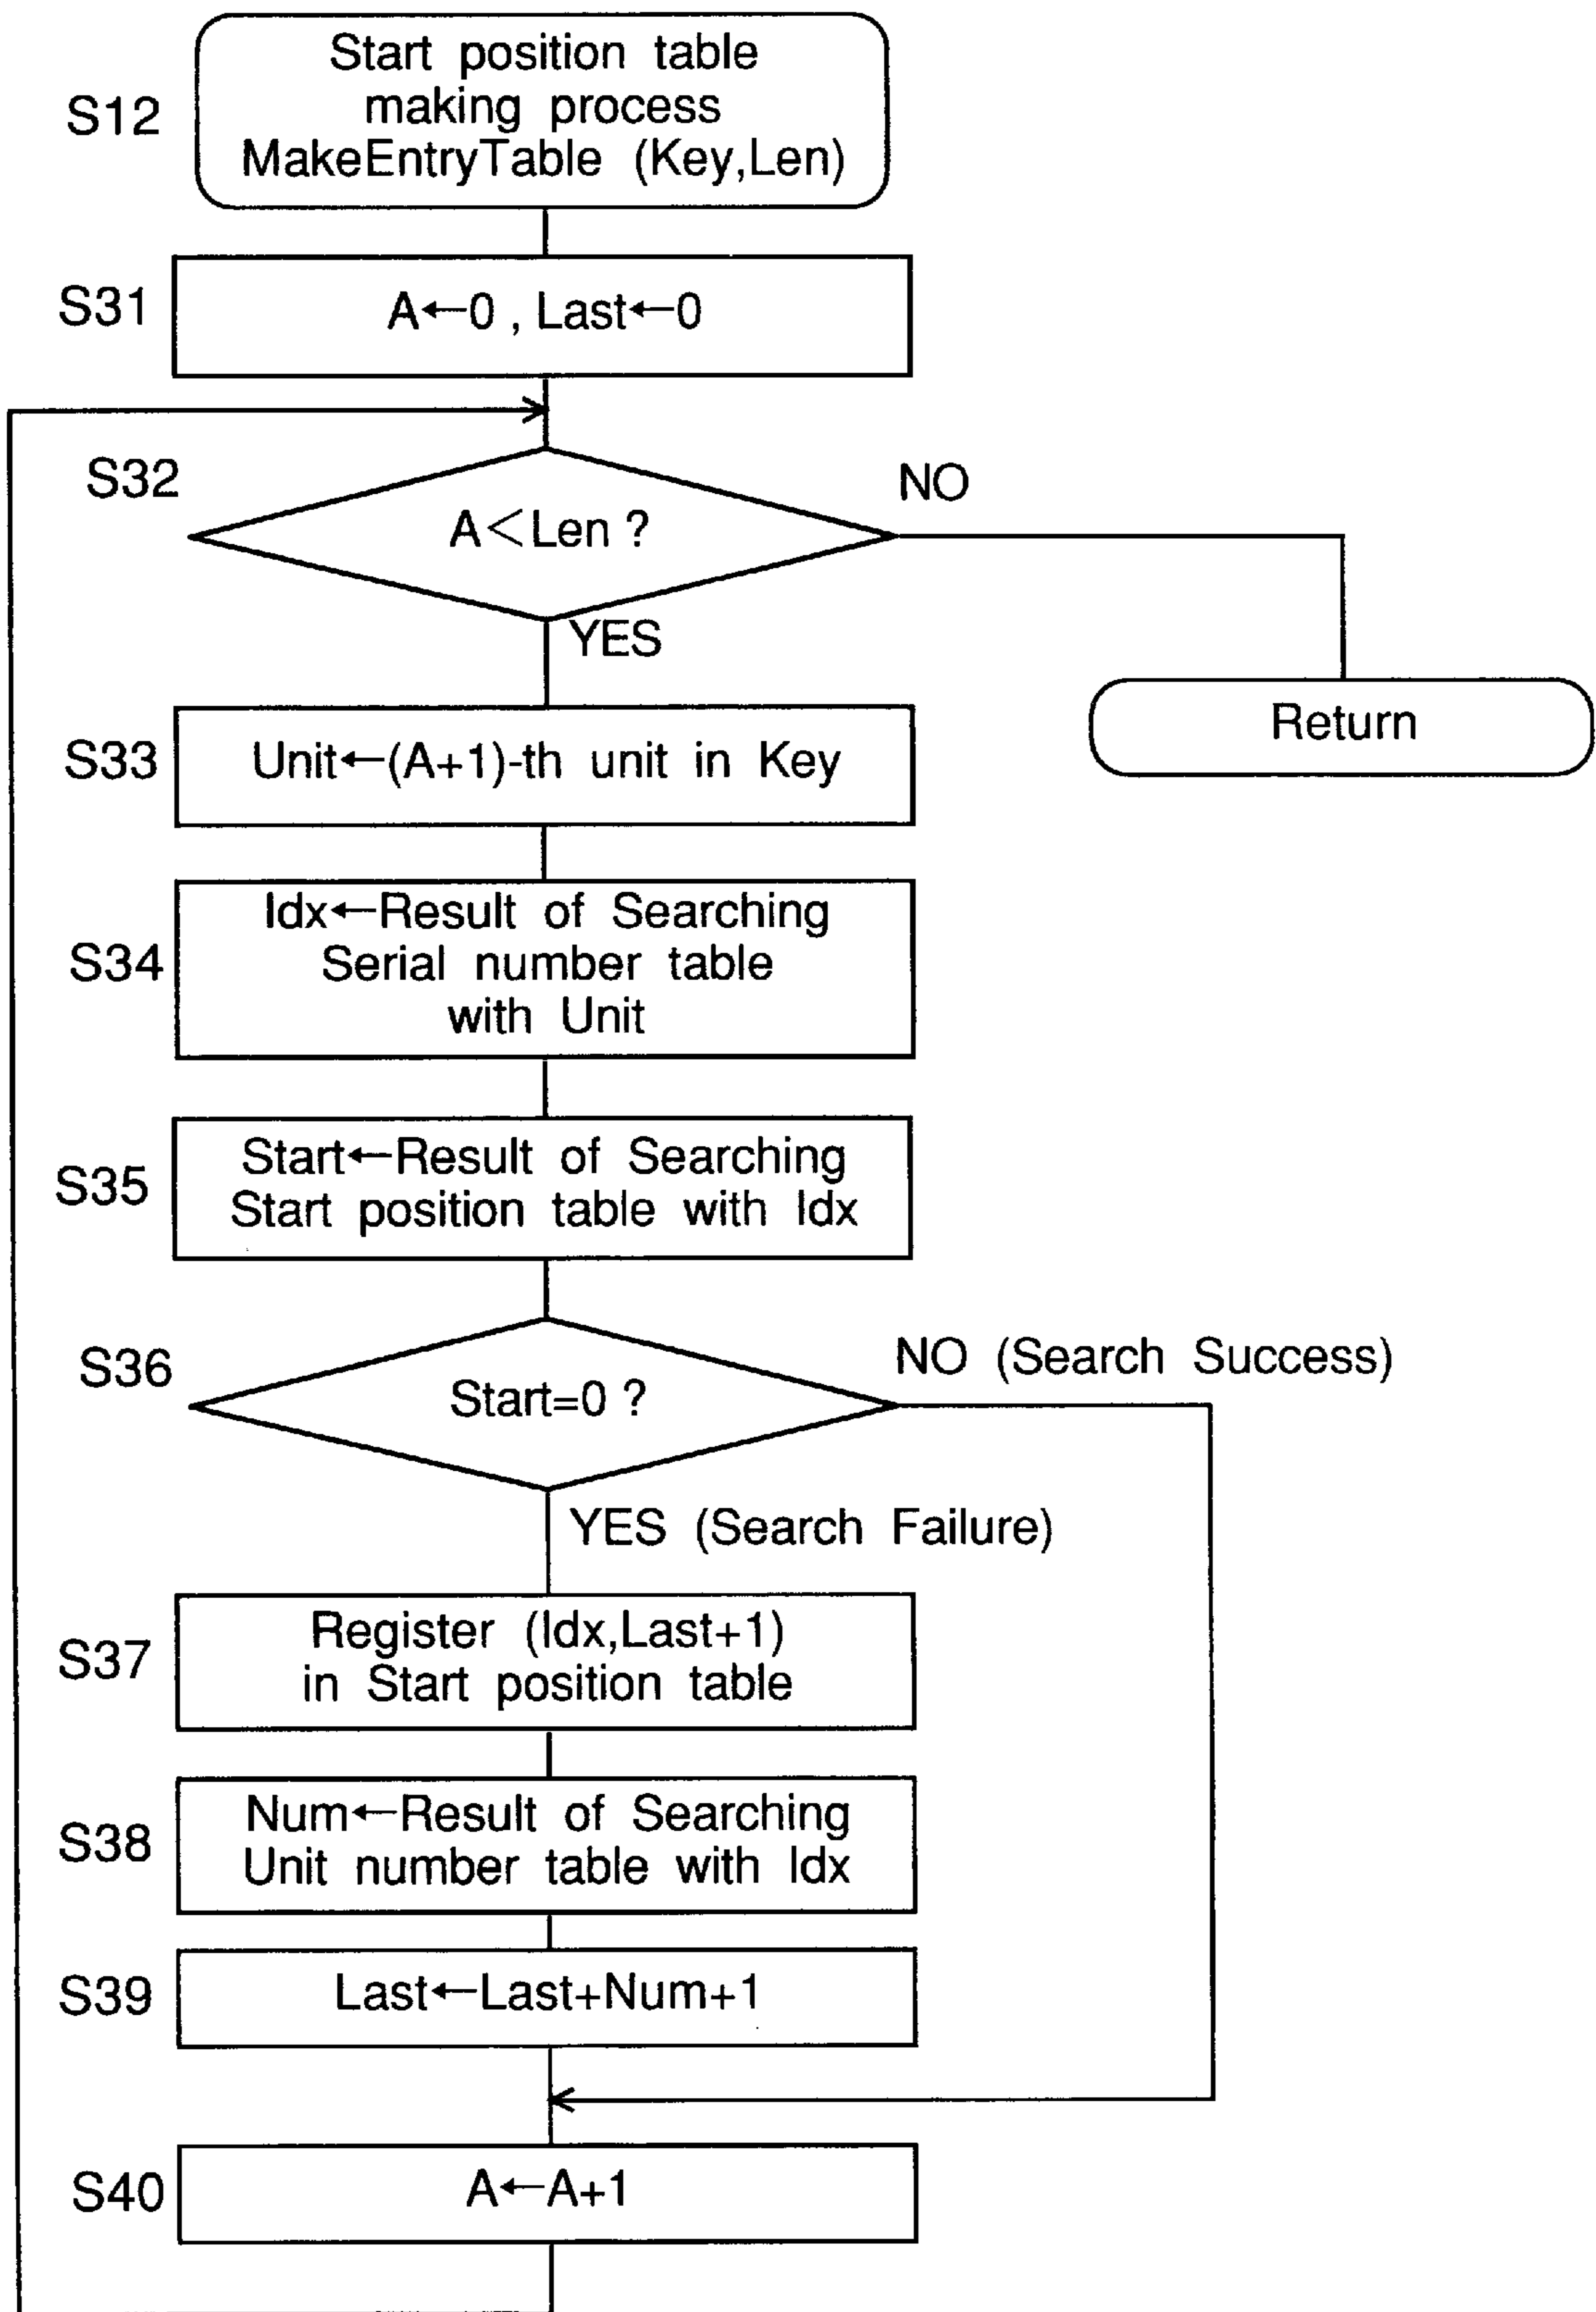 Start position table
making process
MakeEntryTable (Key,Len)
S12
S31
A←0 , Last←0
S32
A<Len ?
NO
YES
Return
S33
Unit←(A+1)-th unit in Key
S34
Idx←Result of Searching
Serial number table
with Unit
S35
Start←Result of Searching
Start position table with Idx
S36
Start=0 ?
NO (Search Success)
YES (Search Failure)
S37
Register (Idx,Last+1)
in Start position table
S38
Num←Result of Searching
Unit number table with Idx
S39
Last←Last+Num+1
S40
A←A+1